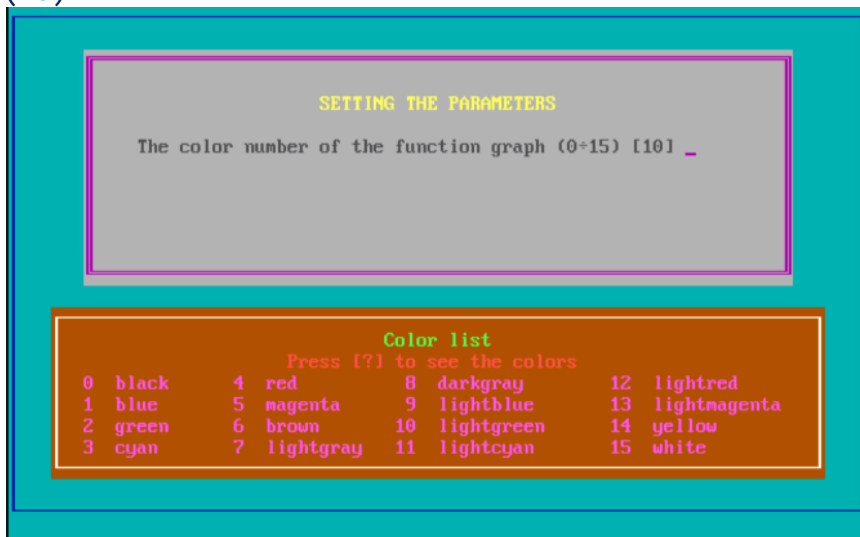 SETTING THE PARAMETERS
The color number of the function graph (0÷15) [10] _
Color list
Press [?] to see the colors
0 black 4 red 8 darkgray 12 lightred
1 blue 5 magenta 9 lightblue 13 lightmagenta
2 green 6 brown 10 lightgreen 14 yellow
3 cyan 7 lightgray 11 lightcyan 15 white